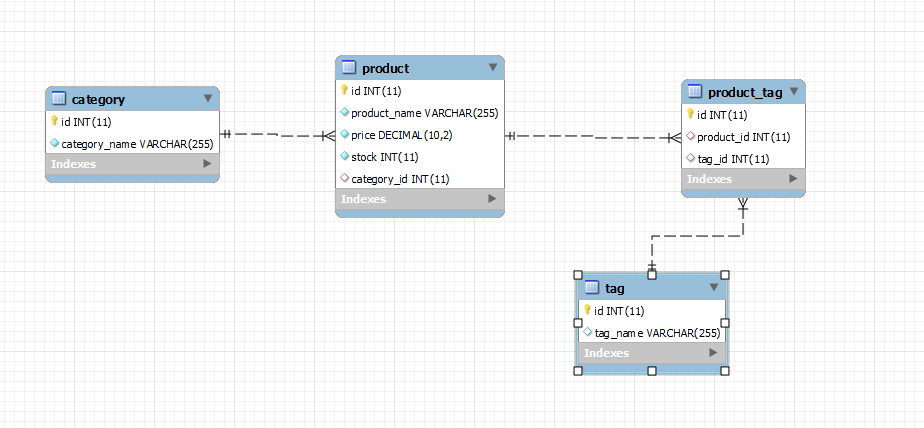 category
id INT(11)
category_name VARCHAR(255)
Indexes
product
id INT(11)
product_name VARCHAR(255)
price DECIMAL(10,2)
stock INT(11)
category_id INT(11)
Indexes
product_tag
id INT(11)
product_id INT(11)
tag_id INT(11)
Indexes
tag
id INT(11)
tag_name VARCHAR(255)
Indexes